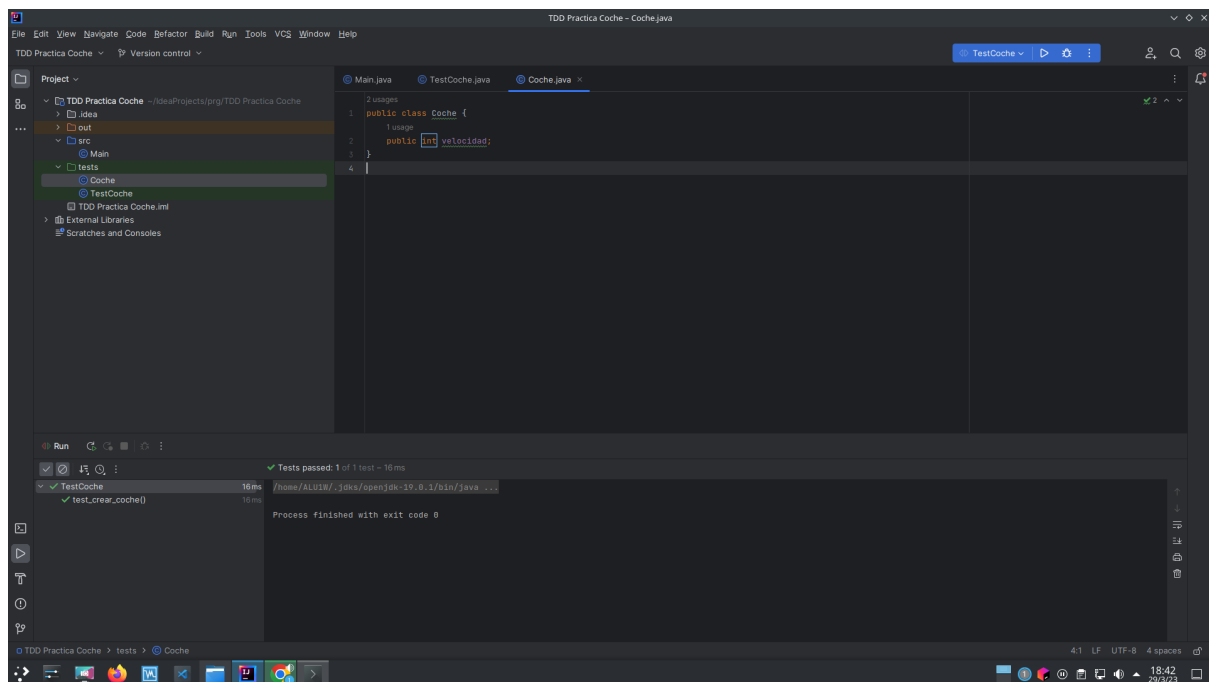 TDD Practica Coche – Coche.java
File Edit View Navigate Code Refactor Build Run Tools VCS Window Help
TDD Practica Coche Version control TestCoche
Project Main.java TestCoche.java Coche.java
TDD Practica Coche ~/IdeaProjects/prg/TDD Practica Coche
.idea
out
src
Main
tests
Coche
TestCoche
TDD Practica Coche.iml
External Libraries
Scratches and Consoles
2 usages
2
1 public class Coche {
1 usage
2 public int velocidad;
3 }
4
Run
Tests passed: 1 of 1 test – 16 ms
TestCoche 16 ms
test_crear_coche() 16 ms
/home/ALU1W/.jdks/openjdk-19.0.1/bin/java ...
Process finished with exit code 0
TDD Practica Coche > tests > Coche 4:1 LF UTF-8 4 spaces
18:42
29/3/23